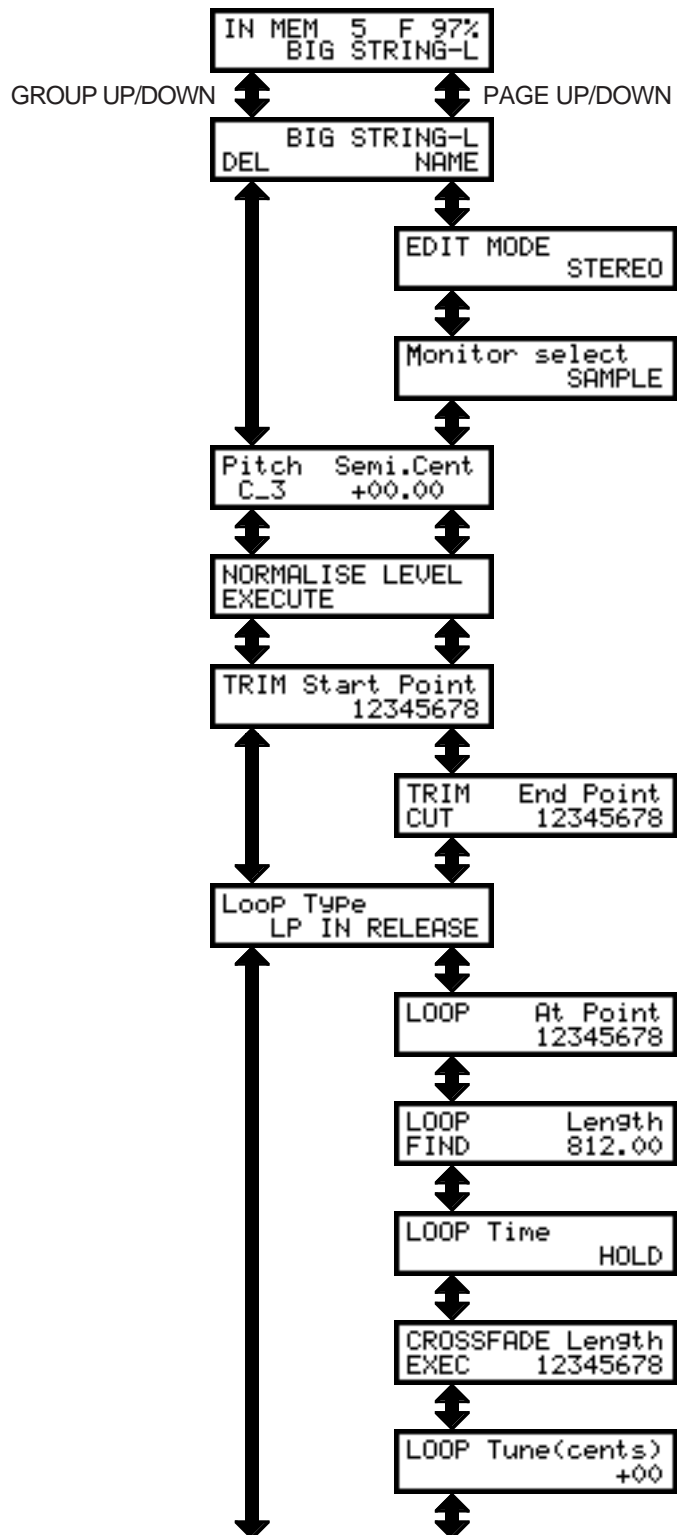 IN MEM 5 F 97%
BIG STRING-L
GROUP UP/DOWN
PAGE UP/DOWN
BIG STRING-L
DEL NAME
EDIT MODE
STEREO
Monitor select
SAMPLE
Pitch Semi.Cent
C_3 +00.00
NORMALISE LEVEL
EXECUTE
TRIM Start Point
12345678
TRIM End Point
CUT 12345678
Loop Type
LP IN RELEASE
LOOP At Point
12345678
LOOP Length
FIND 812.00
LOOP Time
HOLD
CROSSFADE Length
EXEC 12345678
LOOP Tune(cents)
+00